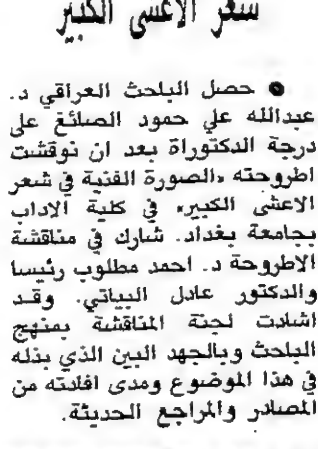 شعر الاعشى الكبير
● حصل الباحث العراقي د.
عبدالله علي حمود الصائغ على
درجة الدكتوراة بعد ان نوقشت
اطروحته «الصورة الفنية في شعر
الاعشى الكبير» في كلية الاداب
بجامعة بغداد. شارك في مناقشة
الاطروحة د. احمد مطلوب رئيسا
والدكتور عادل البياتي. وقد
اشادت لجنة المناقشة بمنهج
الباحث وبالجهد البين الذي بذله
في هذا الموضوع ومدى افادته من
المصادر والمراجع الحديثة.